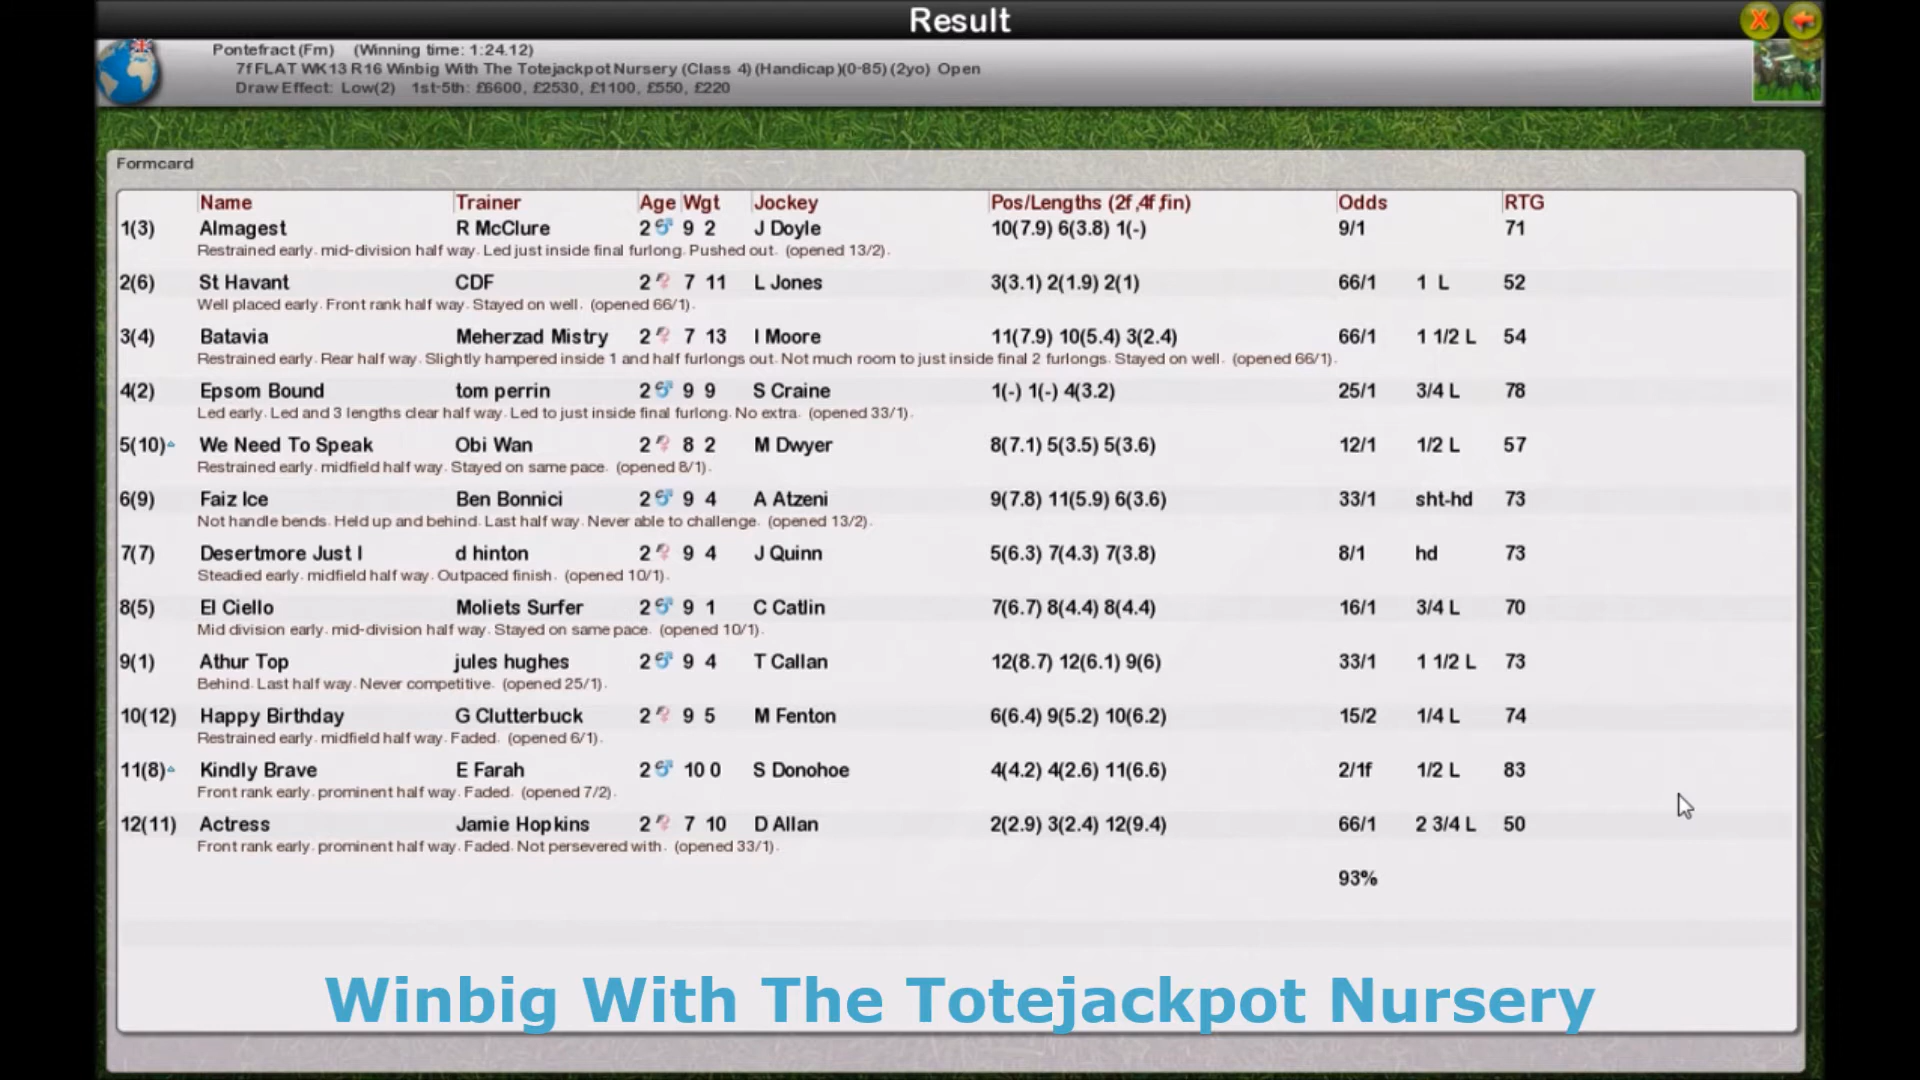 Result
Pontefract (Fm) (Winning time: 1:24.12)
7f FLAT WK13 R16 Winbig With The Totejackpot Nursery (Class 4) (Handicap)(0-85) (2yo) Open
Draw Effect: Low(2) 1st-5th: £6600, £2530, £1100, £550, £220
Formcard
Name Trainer Age Wgt Jockey Pos/Lengths (2f,4f,fin) Odds RTG
1(3) Almagest R McClure 2 9 2 J Doyle 10(7.9) 6(3.8) 1(-) 9/1 71
Restrained early. mid-division half way. Led just inside final furlong. Pushed out. (opened 13/2).
2(6) St Havant CDF 2 7 11 L Jones 3(3.1) 2(1.9) 2(1) 66/1 1 L 52
Well placed early. Front rank half way. Stayed on well. (opened 66/1).
3(4) Batavia Meherzad Mistry 2 7 13 I Moore 11(7.9) 10(5.4) 3(2.4) 66/1 1 1/2 L 54
Restrained early. Rear half way. Slightly hampered inside 1 and half furlongs out. Not much room to just inside final 2 furlongs. Stayed on well. (opened 66/1).
4(2) Epsom Bound tom perrin 2 9 9 S Craine 1(-) 1(-) 4(3.2) 25/1 3/4 L 78
Led early. Led and 3 lengths clear half way. Led to just inside final furlong. No extra. (opened 33/1).
5(10) We Need To Speak Obi Wan 2 8 2 M Dwyer 8(7.1) 5(3.5) 5(3.6) 12/1 1/2 L 57
Restrained early. midfield half way. Stayed on same pace. (opened 8/1).
6(9) Faiz Ice Ben Bonnici 2 9 4 A Atzeni 9(7.8) 11(5.9) 6(3.6) 33/1 sht-hd 73
Not handle bends. Held up and behind. Last half way. Never able to challenge. (opened 13/2).
7(7) Desertmore Just I d hinton 2 9 4 J Quinn 5(6.3) 7(4.3) 7(3.8) 8/1 hd 73
Steadied early. midfield half way. Outpaced finish. (opened 10/1).
8(5) El Ciello Moliets Surfer 2 9 1 C Catlin 7(6.7) 8(4.4) 8(4.4) 16/1 3/4 L 70
Mid division early. mid-division half way. Stayed on same pace. (opened 10/1).
9(1) Athur Top jules hughes 2 9 4 T Callan 12(8.7) 12(6.1) 9(6) 33/1 1 1/2 L 73
Behind. Last half way. Never competitive. (opened 25/1).
10(12) Happy Birthday G Clutterbuck 2 9 5 M Fenton 6(6.4) 9(5.2) 10(6.2) 15/2 1/4 L 74
Restrained early. midfield half way. Faded. (opened 6/1).
11(8) Kindly Brave E Farah 2 10 0 S Donohoe 4(4.2) 4(2.6) 11(6.6) 2/1f 1/2 L 83
Front rank early. prominent half way. Faded. (opened 7/2).
12(11) Actress Jamie Hopkins 2 7 10 D Allan 2(2.9) 3(2.4) 12(9.4) 66/1 2 3/4 L 50
Front rank early. prominent half way. Faded. Not persevered with. (opened 33/1).
93%
Winbig With The Totejackpot Nursery